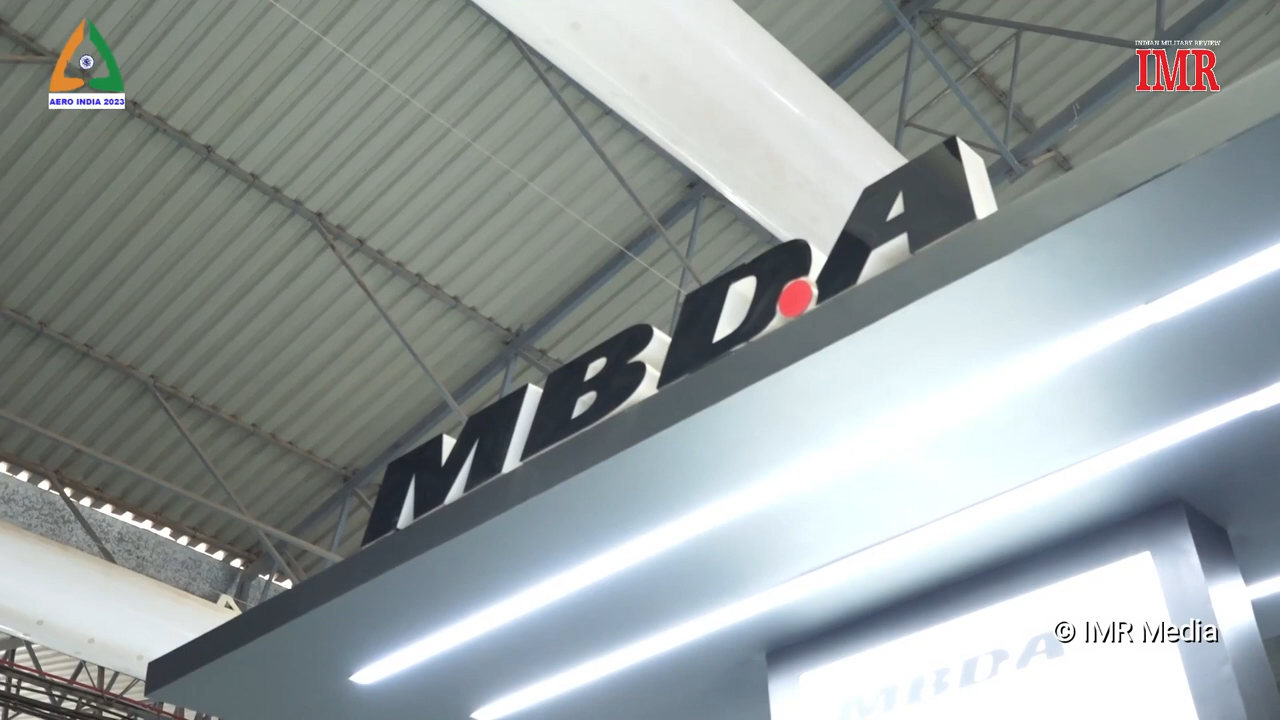 AERO INDIA 2023
INDIAN MILITARY REVIEW
IMR
MBDA
© IMR Media
MBDA